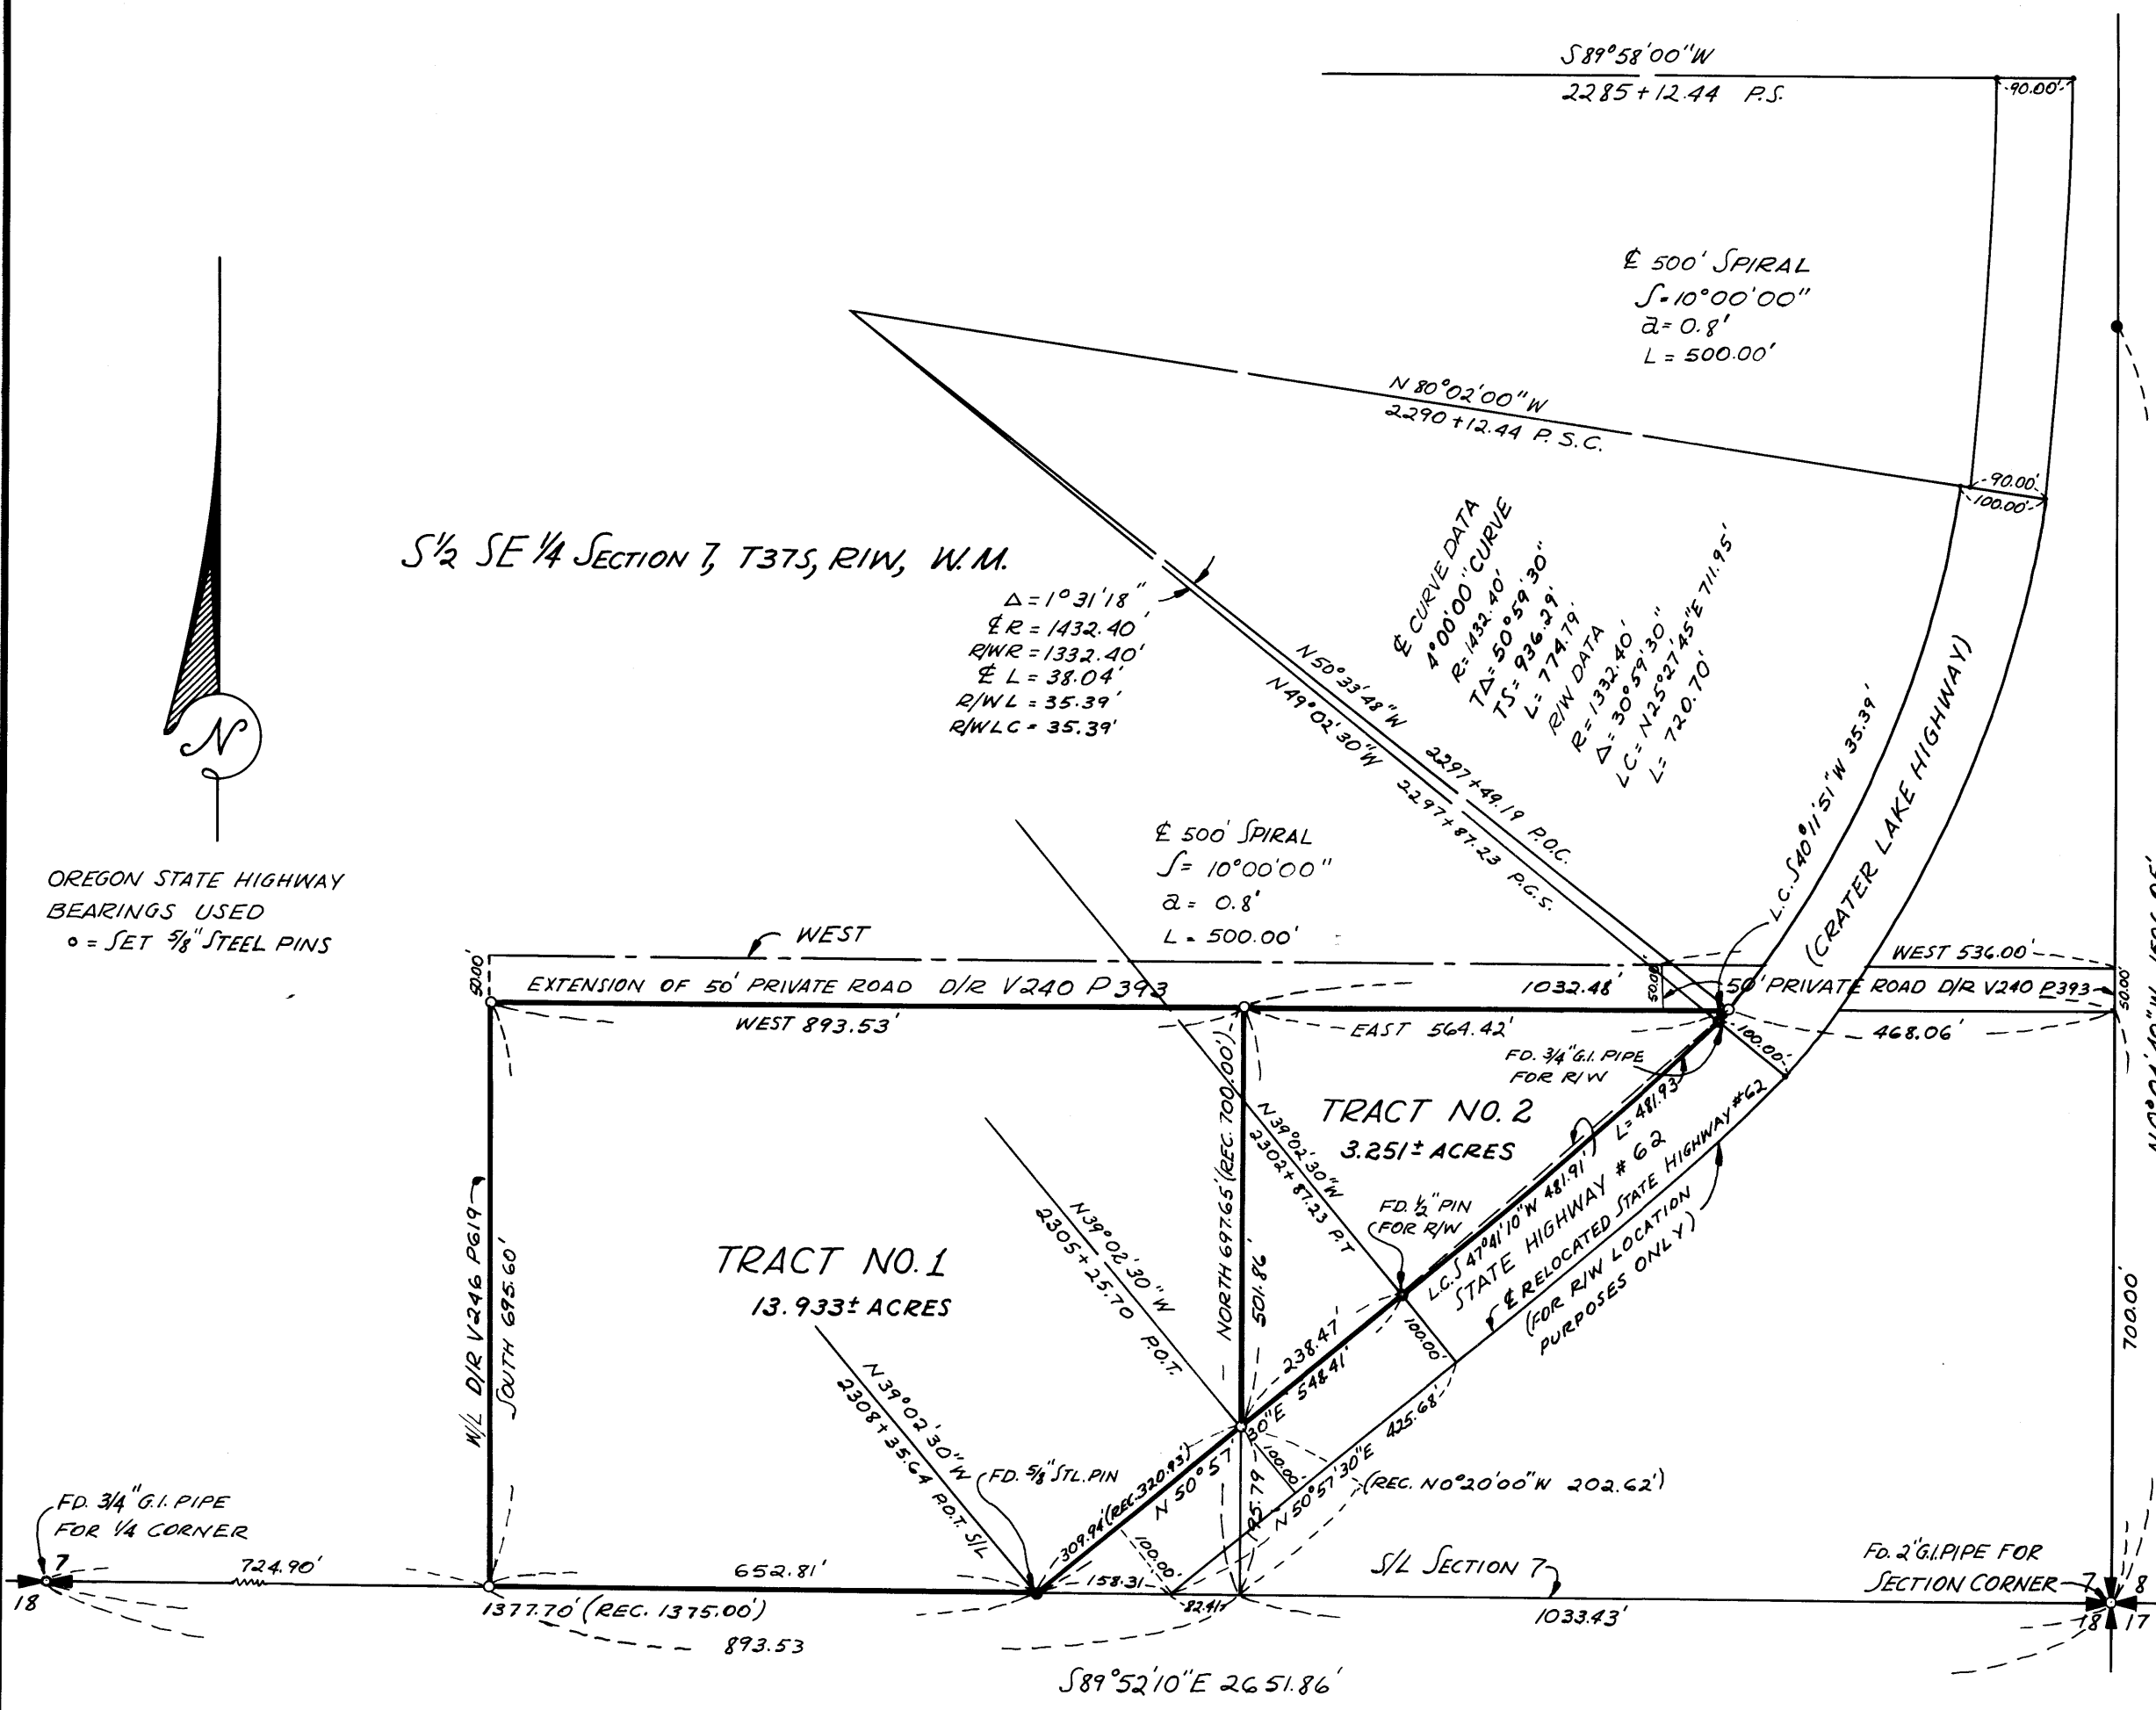 S 89°58'00"W
2285+12.44 P.S.
90.00'
℄ 500' SPIRAL
S=10°00'00"
a= 0.8'
L = 500.00'
N 80°02'00"W
2290+12.44 P.S.C.
90.00'
100.00'
S½ SE ¼ SECTION 7, T37S, R1W, W.M.
Δ=1°31'18"
℄ R = 1432.40'
R/W R = 1332.40'
℄ L = 38.04'
R/W L = 35.39'
R/W LC = 35.39'
℄ CURVE DATA
4°00'00" CURVE
R=1432.40'
TΔ= 50°59'30"
TS= 936.29'
L= 774.79'
R/W DATA
R=1332.40'
Δ= 30°59'30"
LC= N25°27'45"E 711.95'
L= 720.70'
N50°33'48"W 2297+49.19 P.O.C.
N49°02'30"W 2297+87.23 P.C.S.
L.C. S40°11'51"W 35.39'
(CRATER LAKE HIGHWAY)
N
OREGON STATE HIGHWAY
BEARINGS USED
o = SET 5/8" STEEL PINS
℄ 500' SPIRAL
S= 10°00'00"
a= 0.8'
L= 500.00'
WEST
50.00'
EXTENSION OF 50' PRIVATE ROAD D/R V240 P393
1032.48'
50.00'
WEST 536.00'
50' PRIVATE ROAD D/R V240 P393
50.00'
WEST 893.53'
EAST 564.42'
468.06'
FD. 3/4" G.I. PIPE
FOR R/W
100.00'
TRACT NO. 2
3.251± ACRES
L=481.93
L.C. S47°41'10"W 481.91'
STATE HIGHWAY # 62
℄ RELOCATED STATE HIGHWAY #62
(FOR R/W LOCATION
PURPOSES ONLY)
N39°02'30"W
2302+87.23 P.T
FD. ½" PIN
(FOR R/W
100.00'
NORTH 697.65' (REC. 700.00')
501.86'
W/L D/R V246 PG19
SOUTH 695.60'
TRACT NO. 1
13.933± ACRES
N39°02'30"W
2305+25.70 P.O.T.
238.47'
548.41'
N39°02'30"W
2308+35.64 P.O.T. S/L
FD. 5/8" STL. PIN
309.94' (REC. 320.93')
N 50°57'30"E
100.00'
N 50°57'30"E 425.68'
195.79
(REC. N0°20'00"W 202.62')
100.00'
700.00'
FD. 3/4" G.I. PIPE
FOR ¼ CORNER
7
18
724.90'
652.81'
158.31
82.41
S/L SECTION 7
1033.43'
FD. 2" G.I. PIPE FOR
SECTION CORNER
7 8
18 17
1377.70' (REC. 1375.00')
893.53
S89°52'10"E 2651.86'